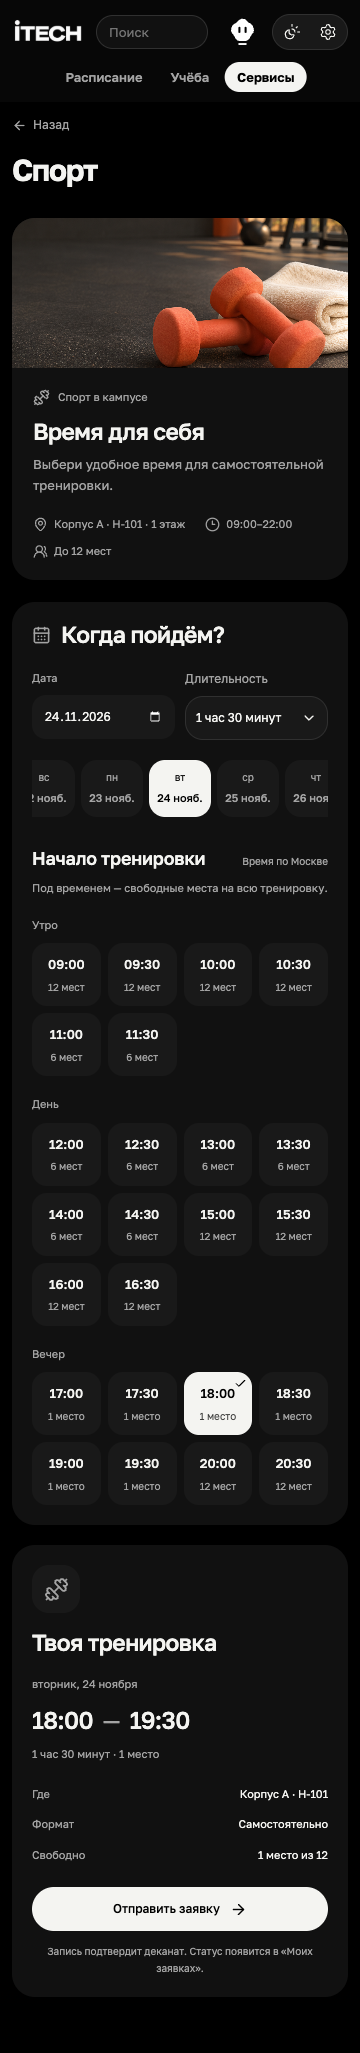 iTECH
Поиск
Расписание
Учёба
Сервисы
Назад
Спорт
Спорт в кампусе
Время для себя
Выбери удобное время для самостоятельной
тренировки.
Корпус А · Н-101 · 1 этаж
09:00–22:00
До 12 мест
Когда пойдём?
Дата
Длительность
24.11.2026
1 час 30 минут
вс
пн
вт
ср
чт
2 нояб.
23 нояб.
24 нояб.
25 нояб.
26 ноя
Начало тренировки
Время по Москве
Под временем — свободные места на всю тренировку.
Утро
09:00
09:30
10:00
10:30
12 мест
12 мест
12 мест
12 мест
11:00
11:30
6 мест
6 мест
День
12:00
12:30
13:00
13:30
6 мест
6 мест
6 мест
6 мест
14:00
14:30
15:00
15:30
6 мест
6 мест
12 мест
12 мест
16:00
16:30
12 мест
12 мест
Вечер
17:00
17:30
18:00
18:30
1 место
1 место
1 место
1 место
19:00
19:30
20:00
20:30
1 место
1 место
12 мест
12 мест
Твоя тренировка
вторник, 24 ноября
18:00 — 19:30
1 час 30 минут · 1 место
Где
Корпус А · Н-101
Формат
Самостоятельно
Свободно
1 место из 12
Отправить заявку
Запись подтвердит деканат. Статус появится в «Моих
заявках».